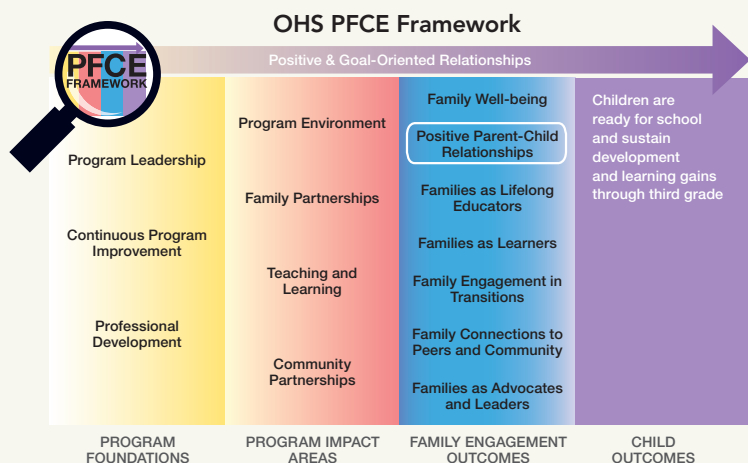 OHS PFCE Framework
Positive & Goal-Oriented Relationships
PFCE
FRAMEWORK
Program Leadership
Continuous Program
Improvement
Professional
Development
PROGRAM
FOUNDATIONS
Program Environment
Family Partnerships
Teaching and
Learning
Community
Partnerships
PROGRAM IMPACT
AREAS
Family Well-being
Positive Parent-Child
Relationships
Families as Lifelong
Educators
Families as Learners
Family Engagement in
Transitions
Family Connections to
Peers and Community
Families as Advocates
and Leaders
FAMILY ENGAGEMENT
OUTCOMES
Children are
ready for school
and sustain
development
and learning gains
through third grade
CHILD
OUTCOMES